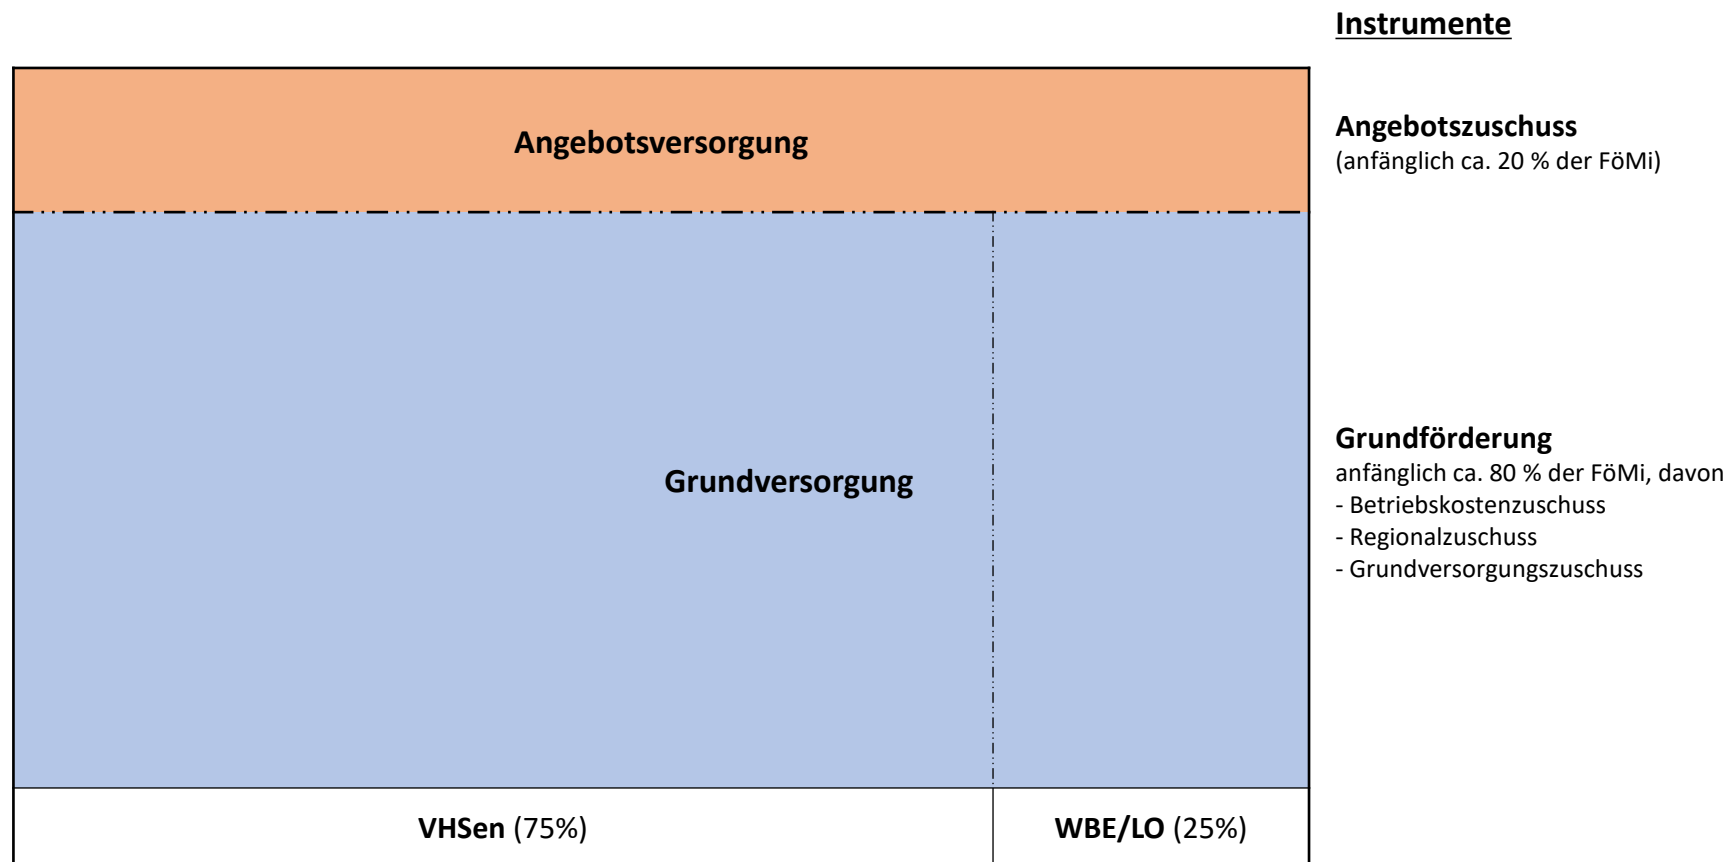 Instrumente
Angebotsversorgung
Angebotszuschuss
(anfänglich ca. 20 % der FöMi)
Grundversorgung
Grundförderung
anfänglich ca. 80 % der FöMi, davon
- Betriebskostenzuschuss
- Regionalzuschuss
- Grundversorgungszuschuss
VHSen (75%)
WBE/LO (25%)